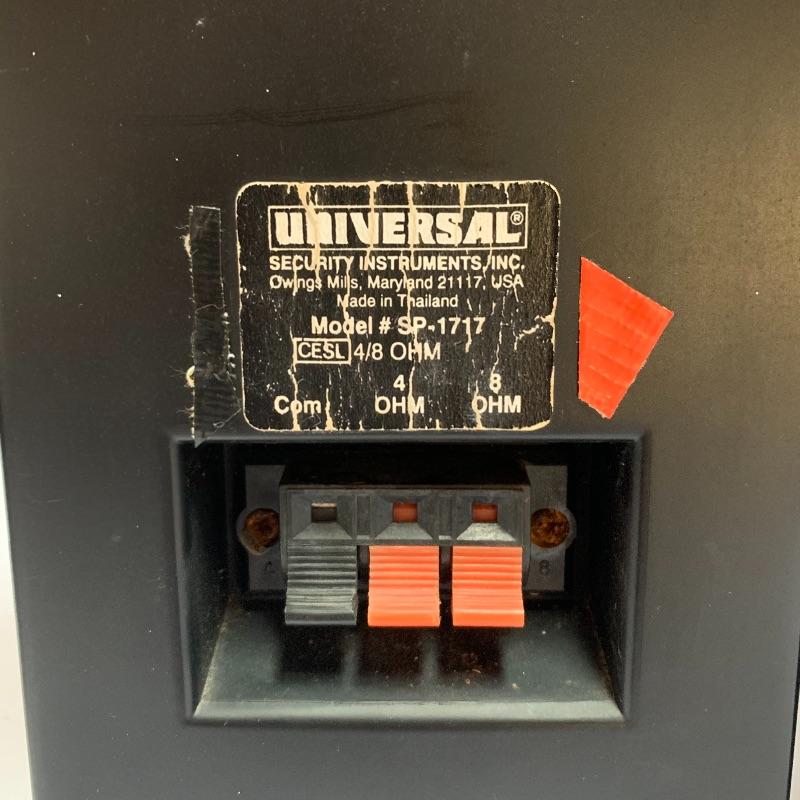 UNIVERSAL®
SECURITY INSTRUMENTS, INC.
Owings Mills, Maryland 21117, USA
Made in Thailand
Model # SP-1717
CESL 4/8 OHM
4 8
Com OHM OHM
8